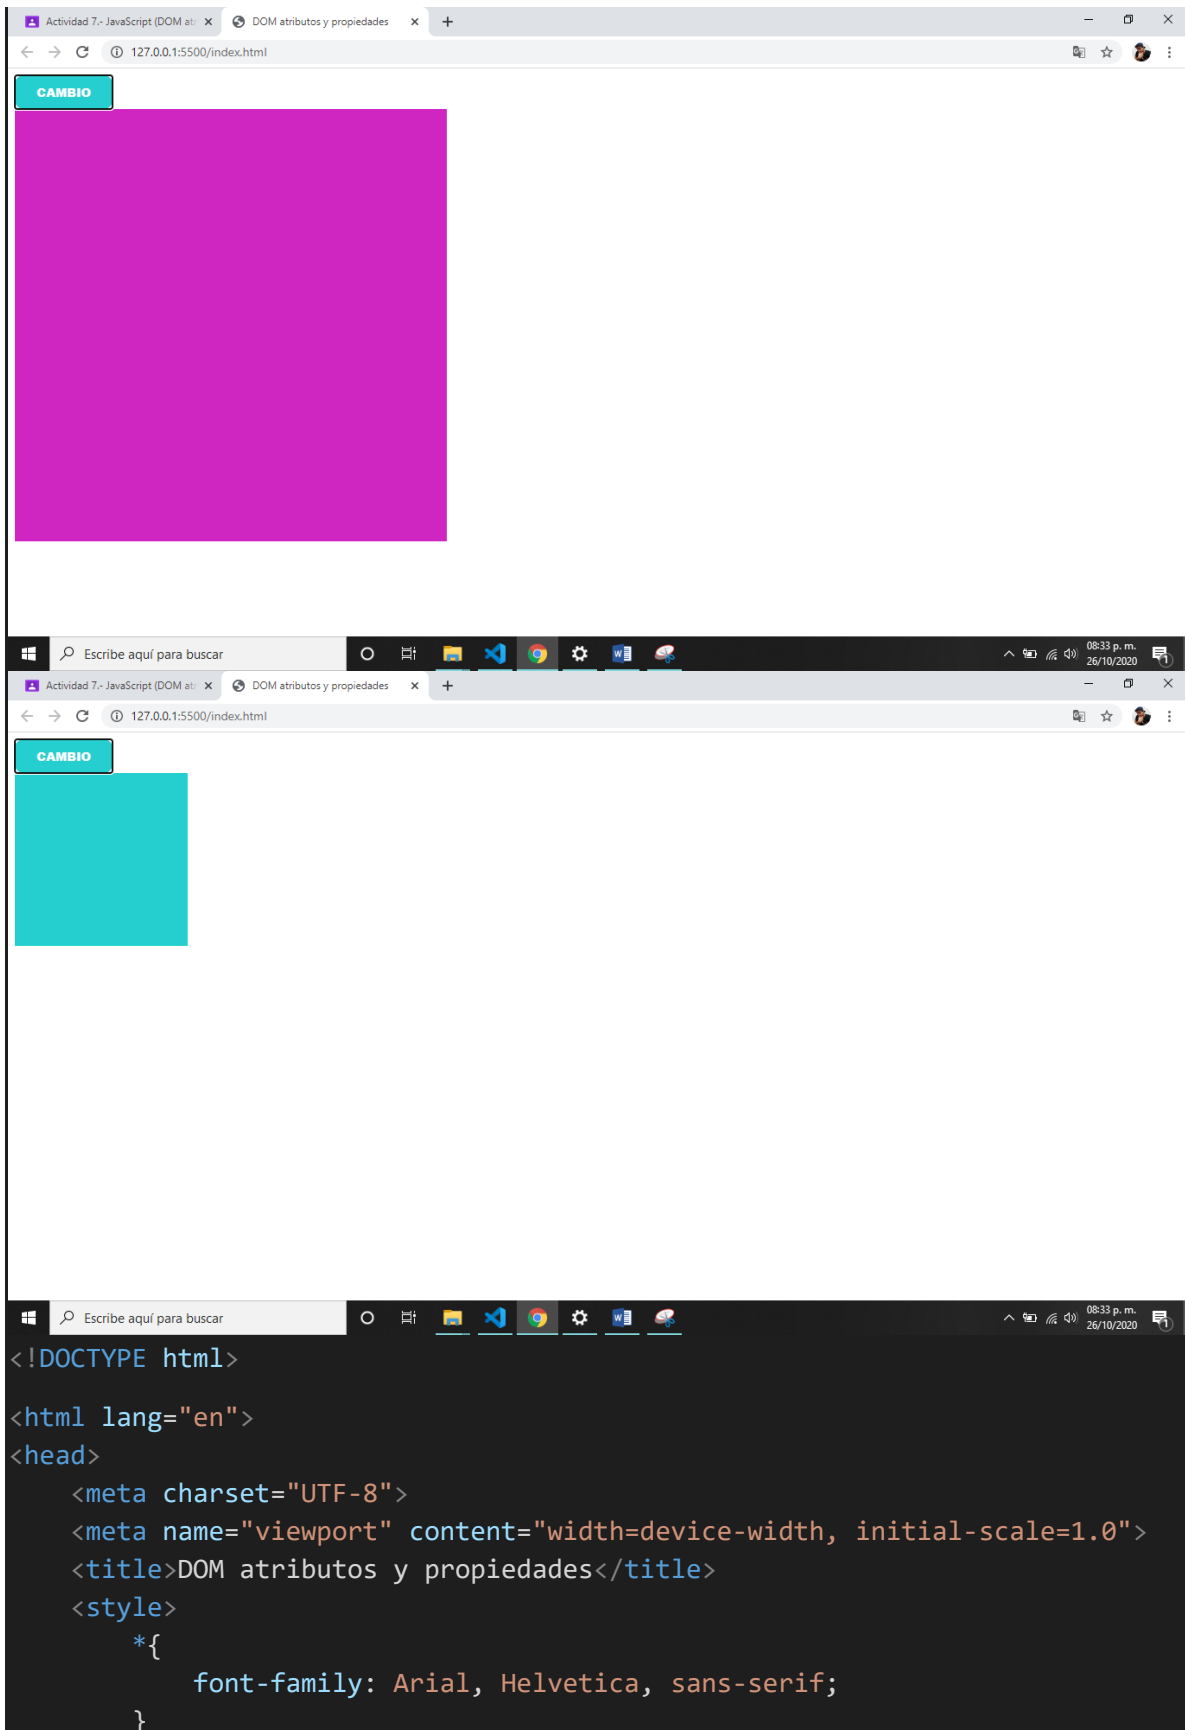 Actividad 7.- JavaScript (DOM at
DOM atributos y propiedades
127.0.0.1:5500/index.html
CAMBIO
Escribe aquí para buscar
08:33 p. m.
26/10/2020
Actividad 7.- JavaScript (DOM at
DOM atributos y propiedades
127.0.0.1:5500/index.html
CAMBIO
Escribe aquí para buscar
08:33 p. m.
26/10/2020
<!DOCTYPE html>
<html lang="en">
<head>
    <meta charset="UTF-8">
    <meta name="viewport" content="width=device-width, initial-scale=1.0">
    <title>DOM atributos y propiedades</title>
    <style>
        *{
            font-family: Arial, Helvetica, sans-serif;
        }